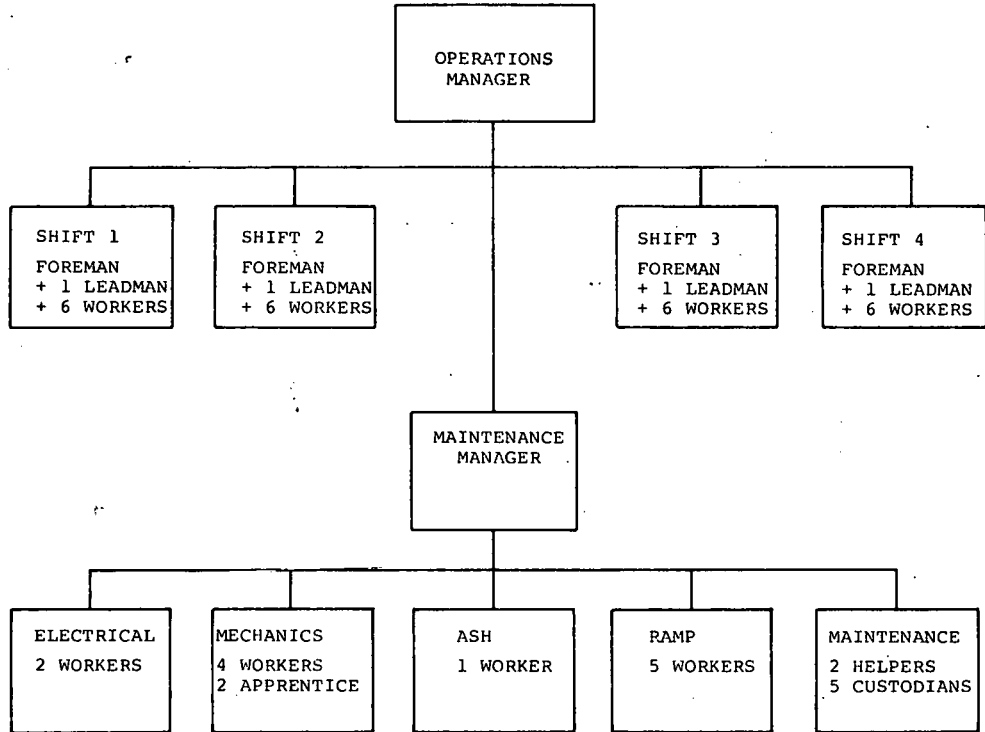 OPERATIONS
MANAGER
SHIFT 1
FOREMAN
+ 1 LEADMAN
+ 6 WORKERS
SHIFT 2
FOREMAN
+ 1 LEADMAN
+ 6 WORKERS
SHIFT 3
FOREMAN
+ 1 LEADMAN
+ 6 WORKERS
SHIFT 4
FOREMAN
+ 1 LEADMAN
+ 6 WORKERS
MAINTENANCE
MANAGER
ELECTRICAL
2 WORKERS
MECHANICS
4 WORKERS
2 APPRENTICE
ASH
1 WORKER
RAMP
5 WORKERS
MAINTENANCE
2 HELPERS
5 CUSTODIANS